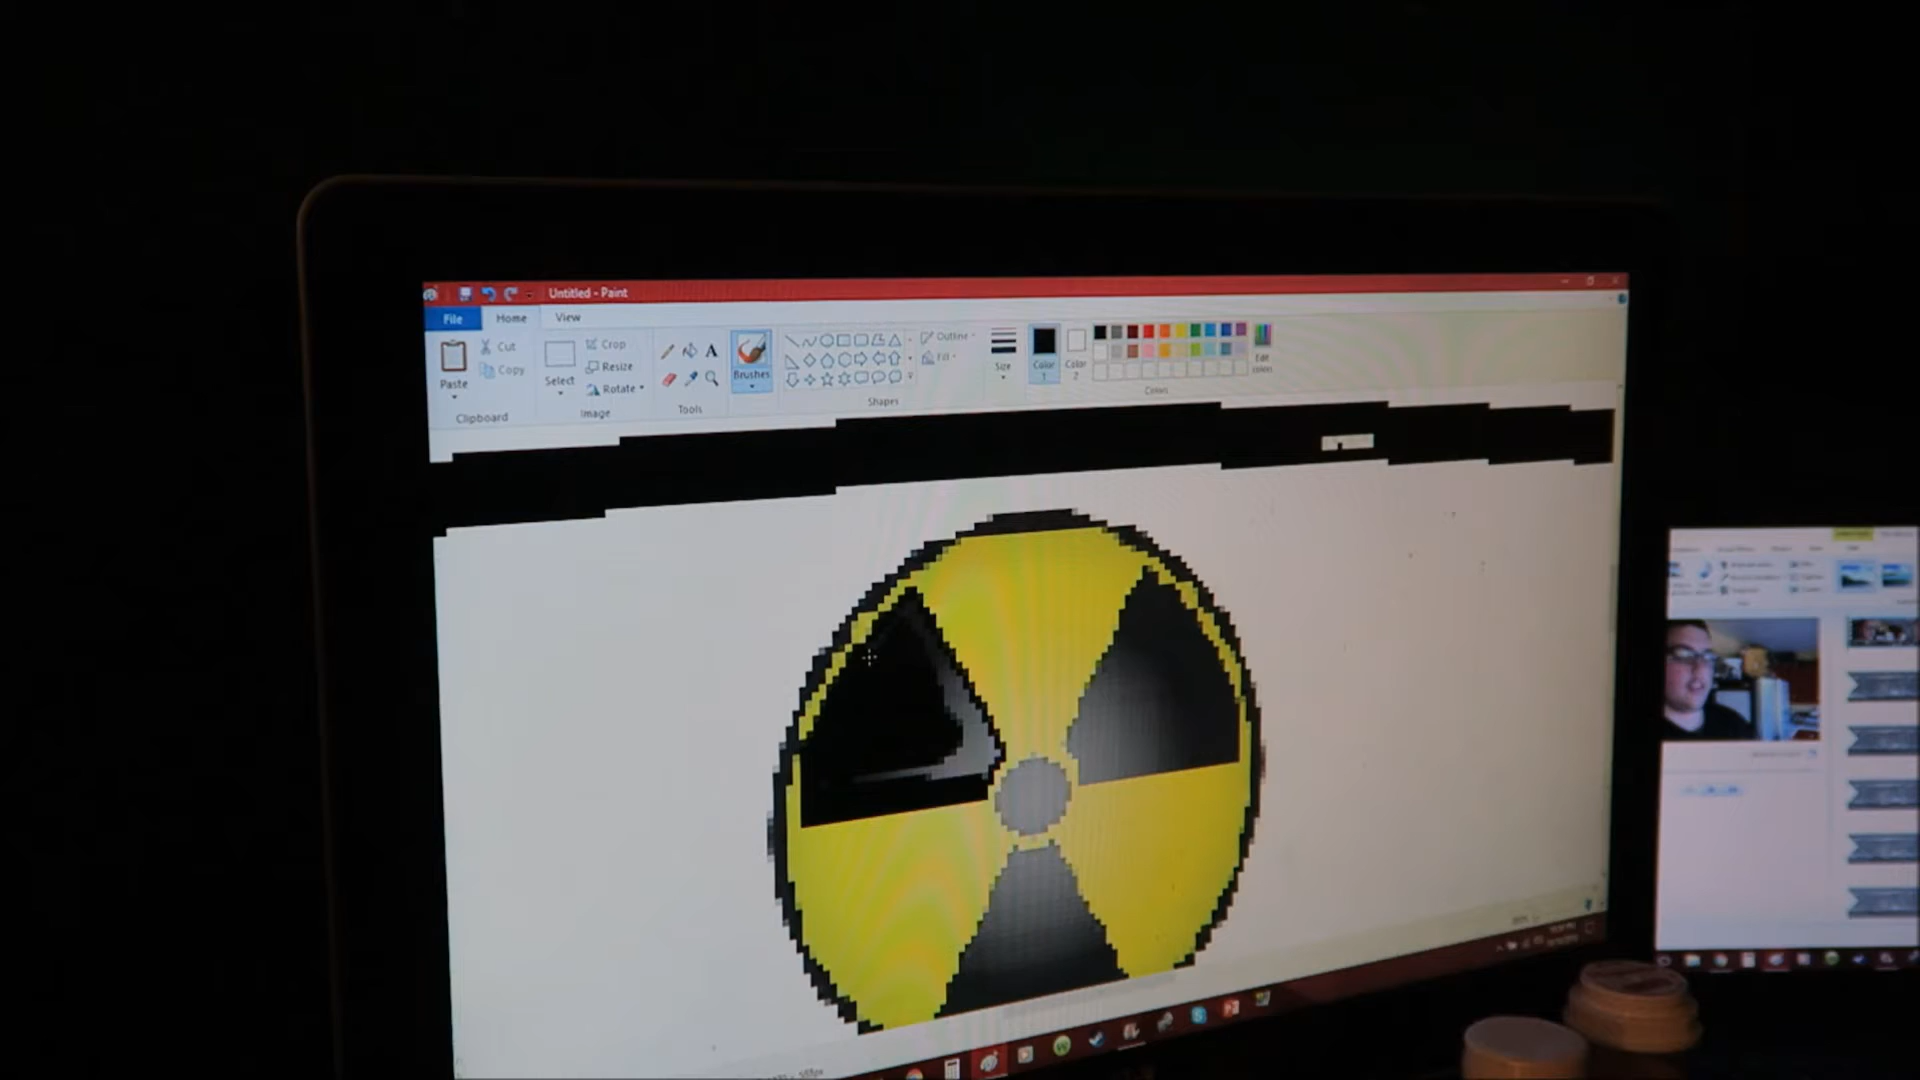 Untitled - Paint
File Home View
Paste
Cut
Copy
Clipboard
Select
Crop
Resize
Rotate
Image
A
Tools
Brushes
Outline
Fill
Shapes
Size
Color 1
Color 2
Edit colors
Colors